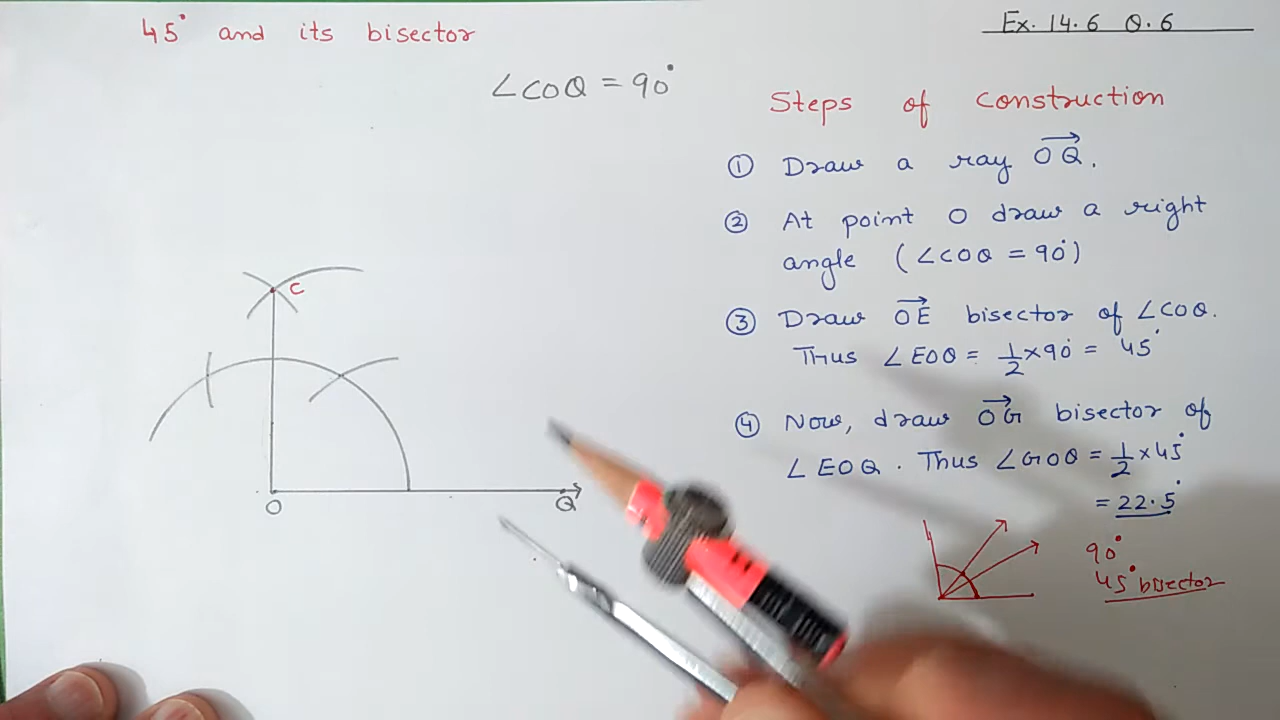 45° and its bisector
Ex. 14.6 Q.6
∠COQ = 90°
Steps of construction
① Draw a ray →OQ.
② At point O draw a right
angle (∠COQ = 90°)
③ Draw →OE bisector of ∠COQ.
Thus ∠EOQ = 1/2 × 90° = 45°
④ Now, draw →OG bisector of
∠EOQ. Thus ∠GOQ = 1/2 × 45°
= 22.5°
90°
45° bisector
C
O
Q